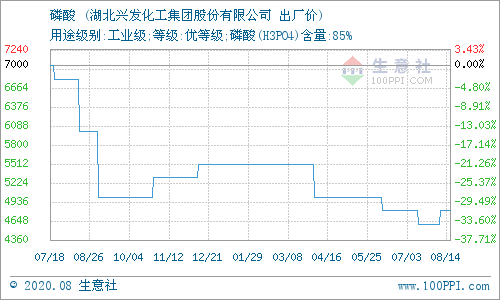 磷酸 (湖北兴发化工集团股份有限公司 出厂价)
用途级别:工业级;等级:优等级;磷酸(H3PO4)含量:85%
7240 3.43%
7000 0.00%
6664 -4.80%
6376 -8.91%
6088 -13.03%
5800 -17.14%
5512 -21.26%
5224 -25.37%
4936 -29.49%
4648 -33.60%
4360 -37.71%
生意社
100PPI.COM
07/18 08/26 10/04 11/12 12/21 01/29 03/08 04/16 05/25 07/03 08/14
© 2020.08 生意社 www.100PPI.com